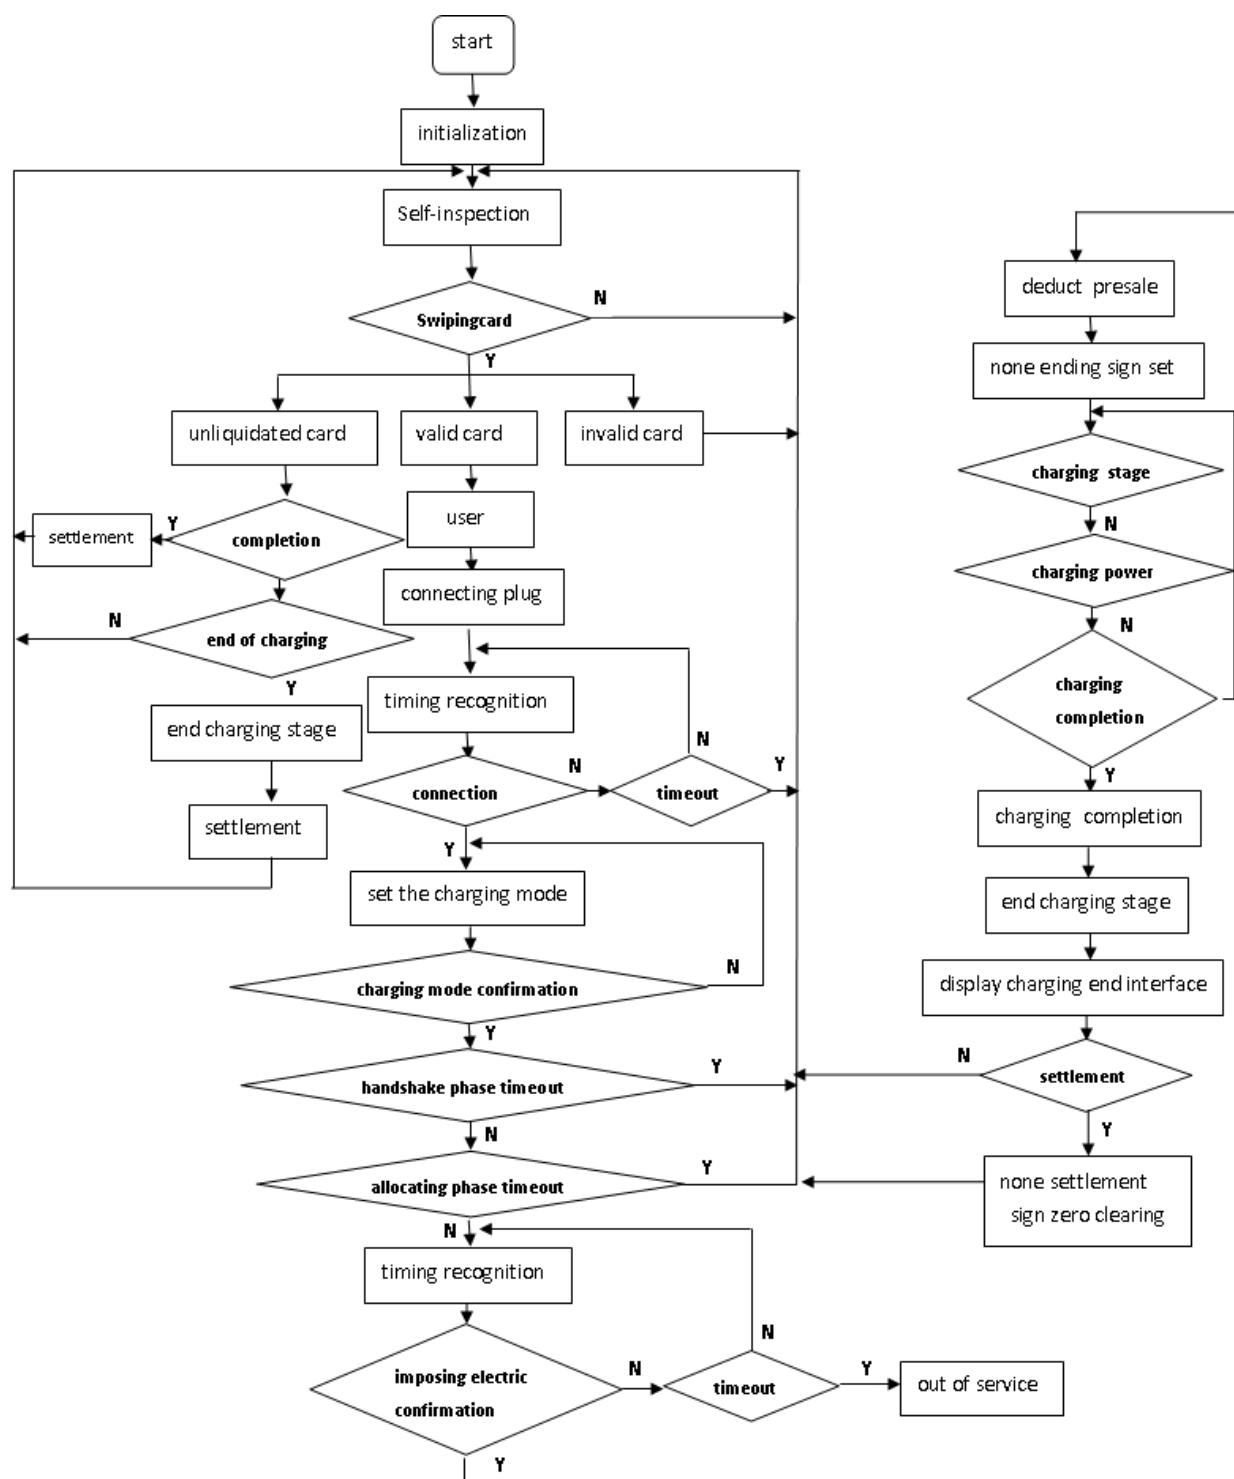 start
initialization
Self-inspection
Swipingcard
N
Y
unliquidated card
valid card
invalid card
user
completion
Y
settlement
connecting plug
end of charging
N
Y
end charging stage
settlement
timing recognition
connection
N
timeout
N
Y
Y
set the charging mode
charging mode confirmation
N
Y
handshake phase timeout
Y
N
allocating phase timeout
Y
N
timing recognition
imposing electric
confirmation
N
timeout
N
Y
out of service
Y
deduct presale
none ending sign set
charging stage
N
charging power
N
charging
completion
Y
charging completion
end charging stage
display charging end interface
settlement
N
Y
none settlement
sign zero clearing